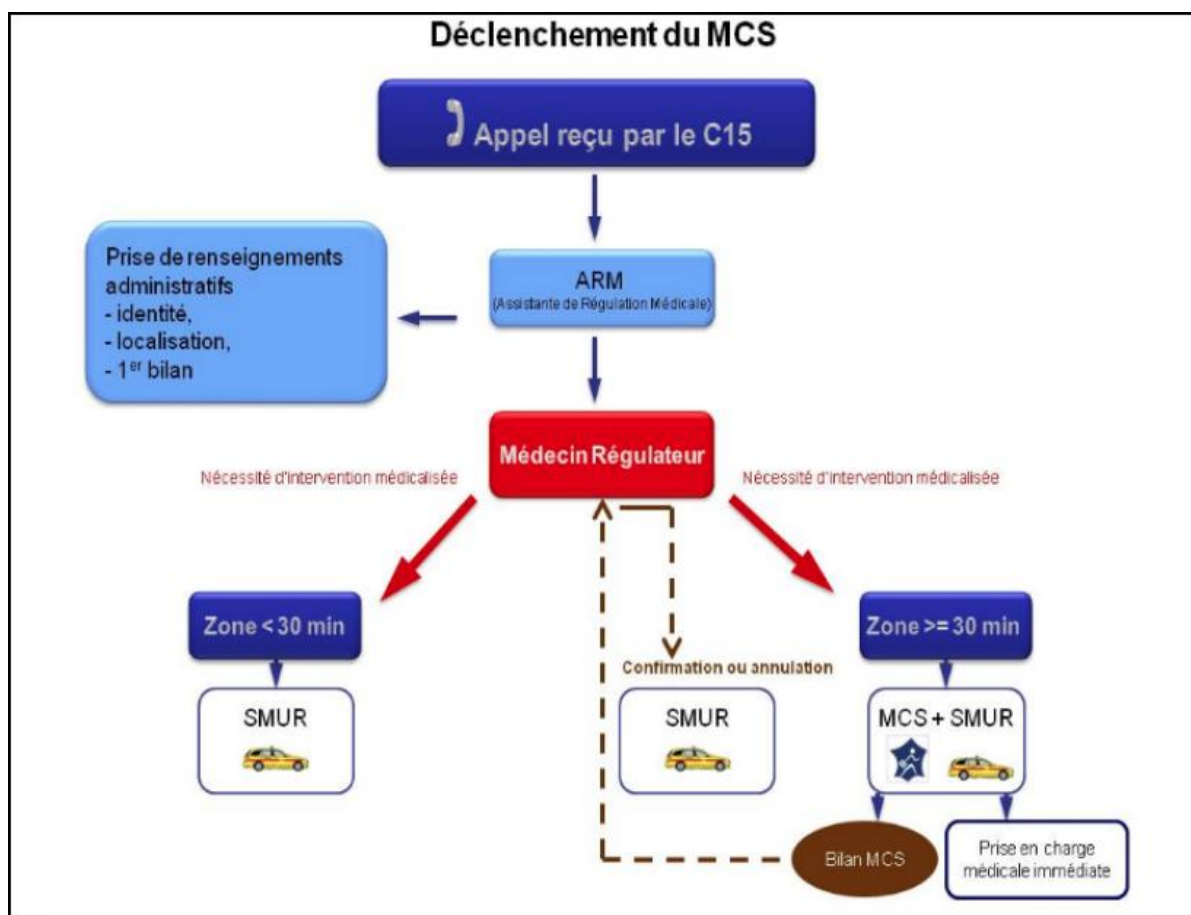 Déclenchement du MCS
Appel reçu par le C15
Prise de renseignements
administratifs
- identité,
- localisation,
- 1er bilan
ARM
(Assistante de Régulation Médicale)
Médecin Régulateur
Nécessité d'intervention médicalisée
Nécessité d'intervention médicalisée
Zone < 30 min
Zone >= 30 min
Confirmation ou annulation
SMUR
SMUR
MCS + SMUR
Bilan MCS
Prise en charge
médicale immédiate